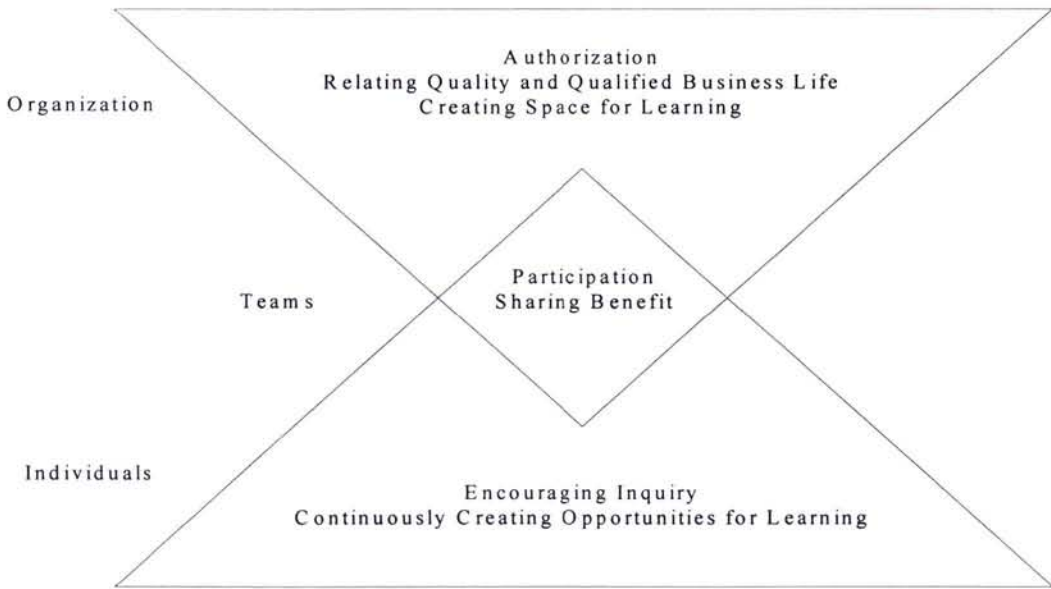 Authorization
Relating Quality and Qualified Business Life
Organization
Creating Space for Learning
Participation
Teams
Sharing Benefit
Individuals
Encouraging Inquiry
Continuously Creating Opportunities for Learning